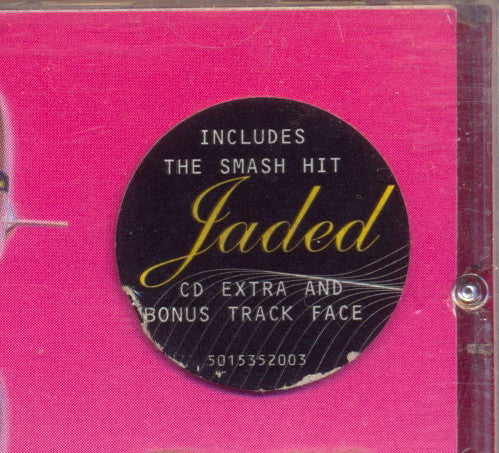 INCLUDES
THE SMASH HIT
Jaded
CD EXTRA AND
BONUS TRACK FACE
5015352003